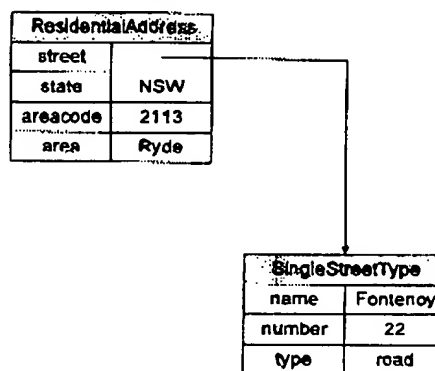 ResidentialAddress
street
state NSW
areacode 2113
area Ryde
SingleStreetType
name Fontenoy
number 22
type road